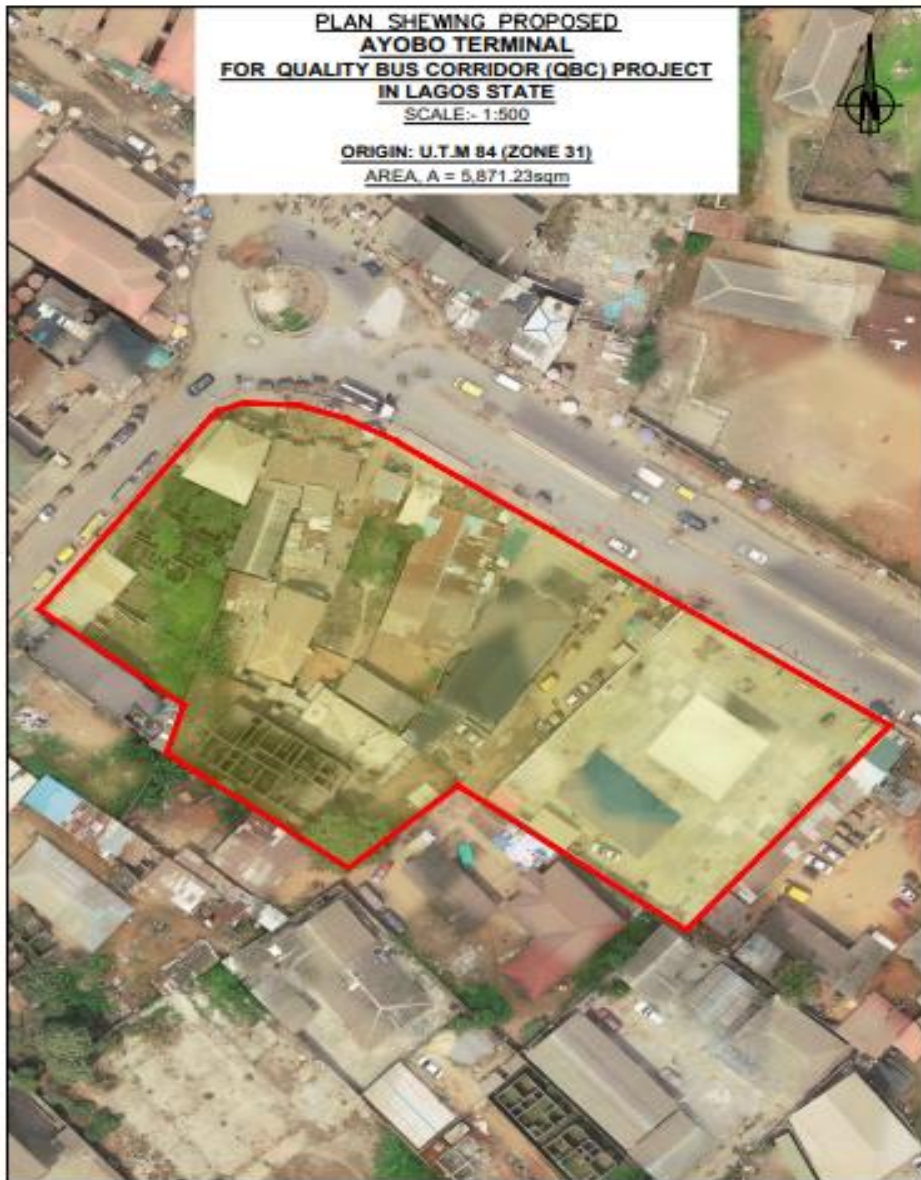 PLAN SHEWING PROPOSED
AYOBO TERMINAL
FOR QUALITY BUS CORRIDOR (QBC) PROJECT
IN LAGOS STATE
SCALE:- 1:500
ORIGIN: U.T.M 84 (ZONE 31)
AREA, A = 5,871.23sqm
N